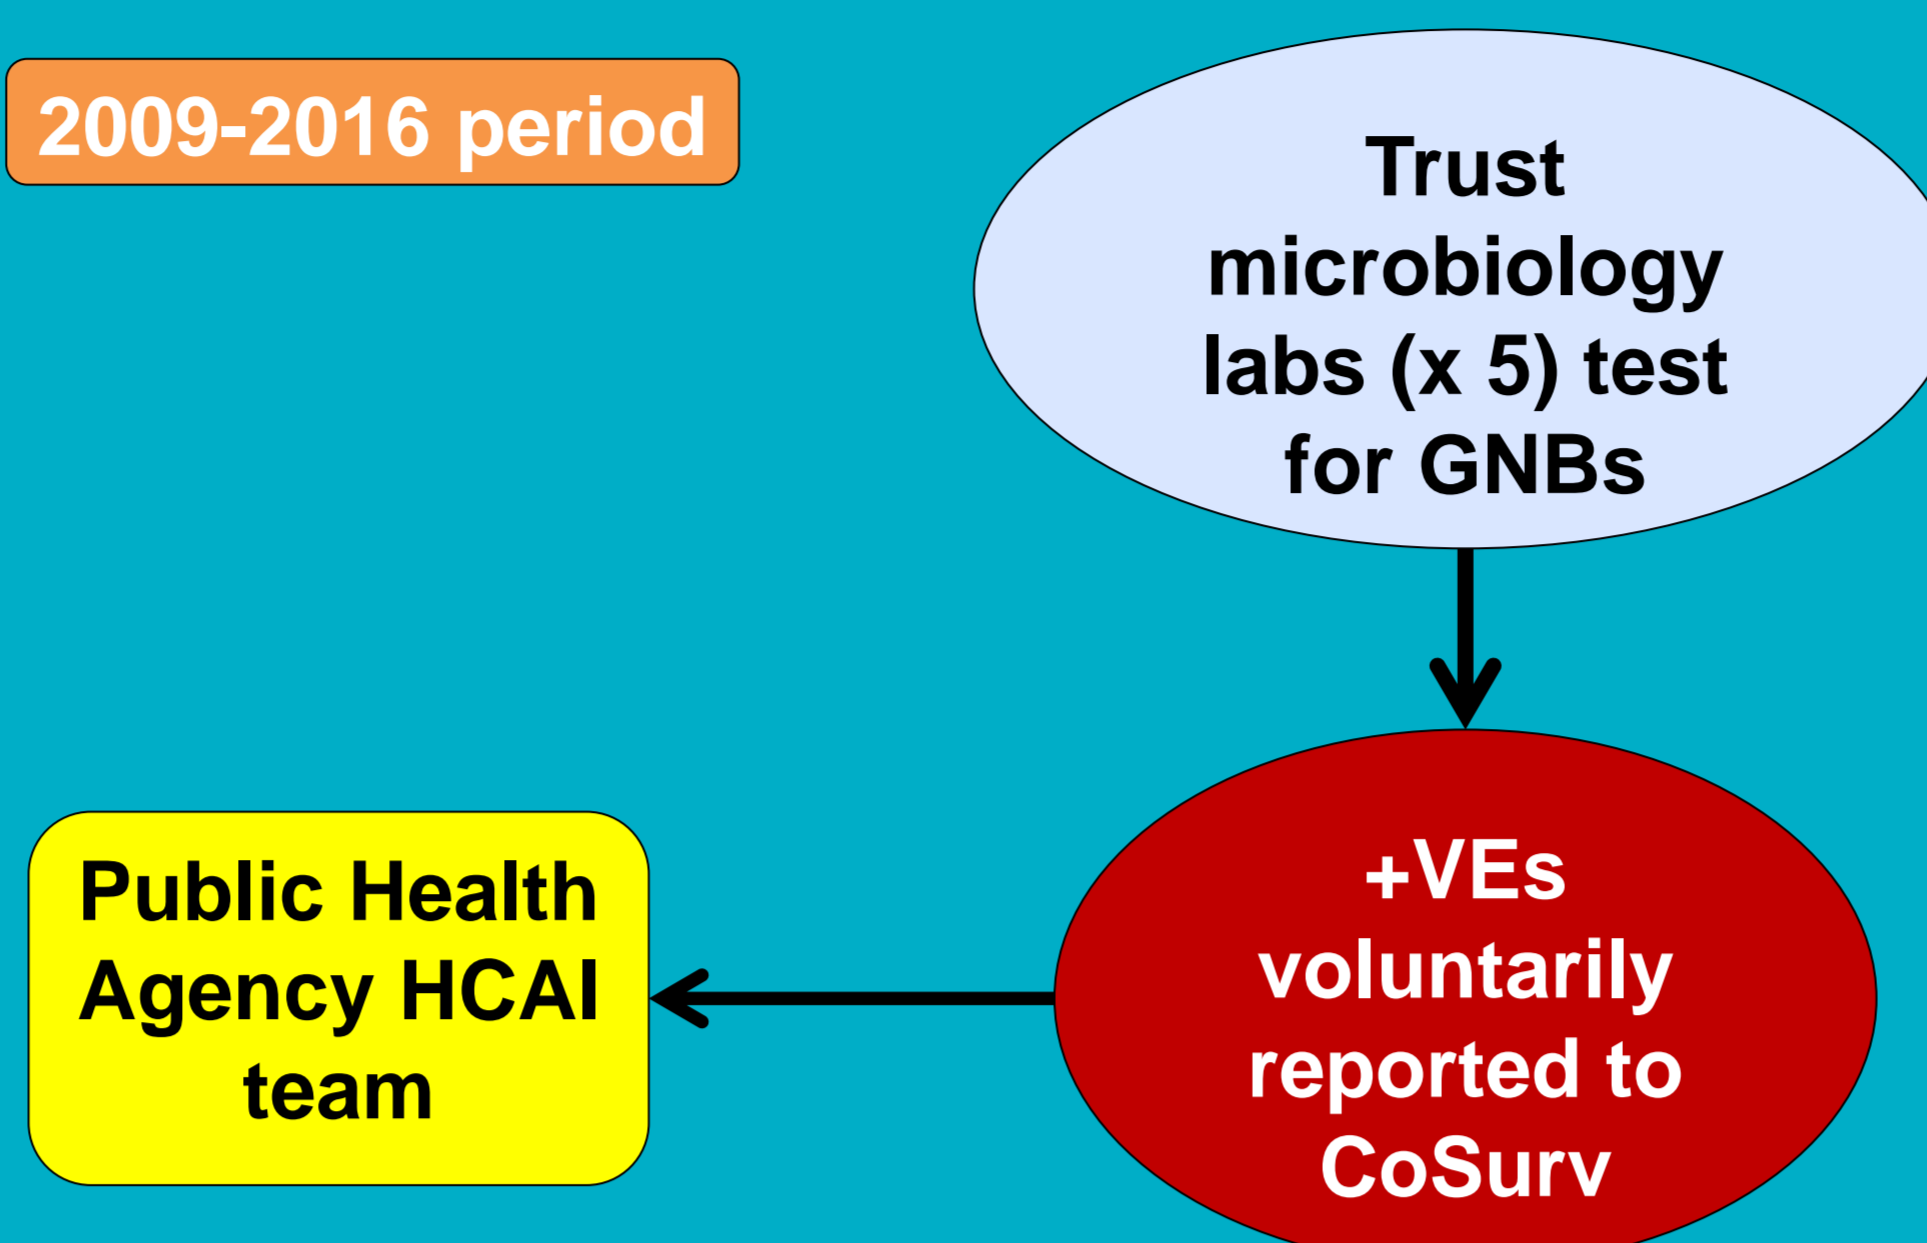 2009-2016 period
Trust
microbiology
labs (x 5) test
for GNBs
+VEs
voluntarily
reported to
CoSurv
Public Health
Agency HCAI
team